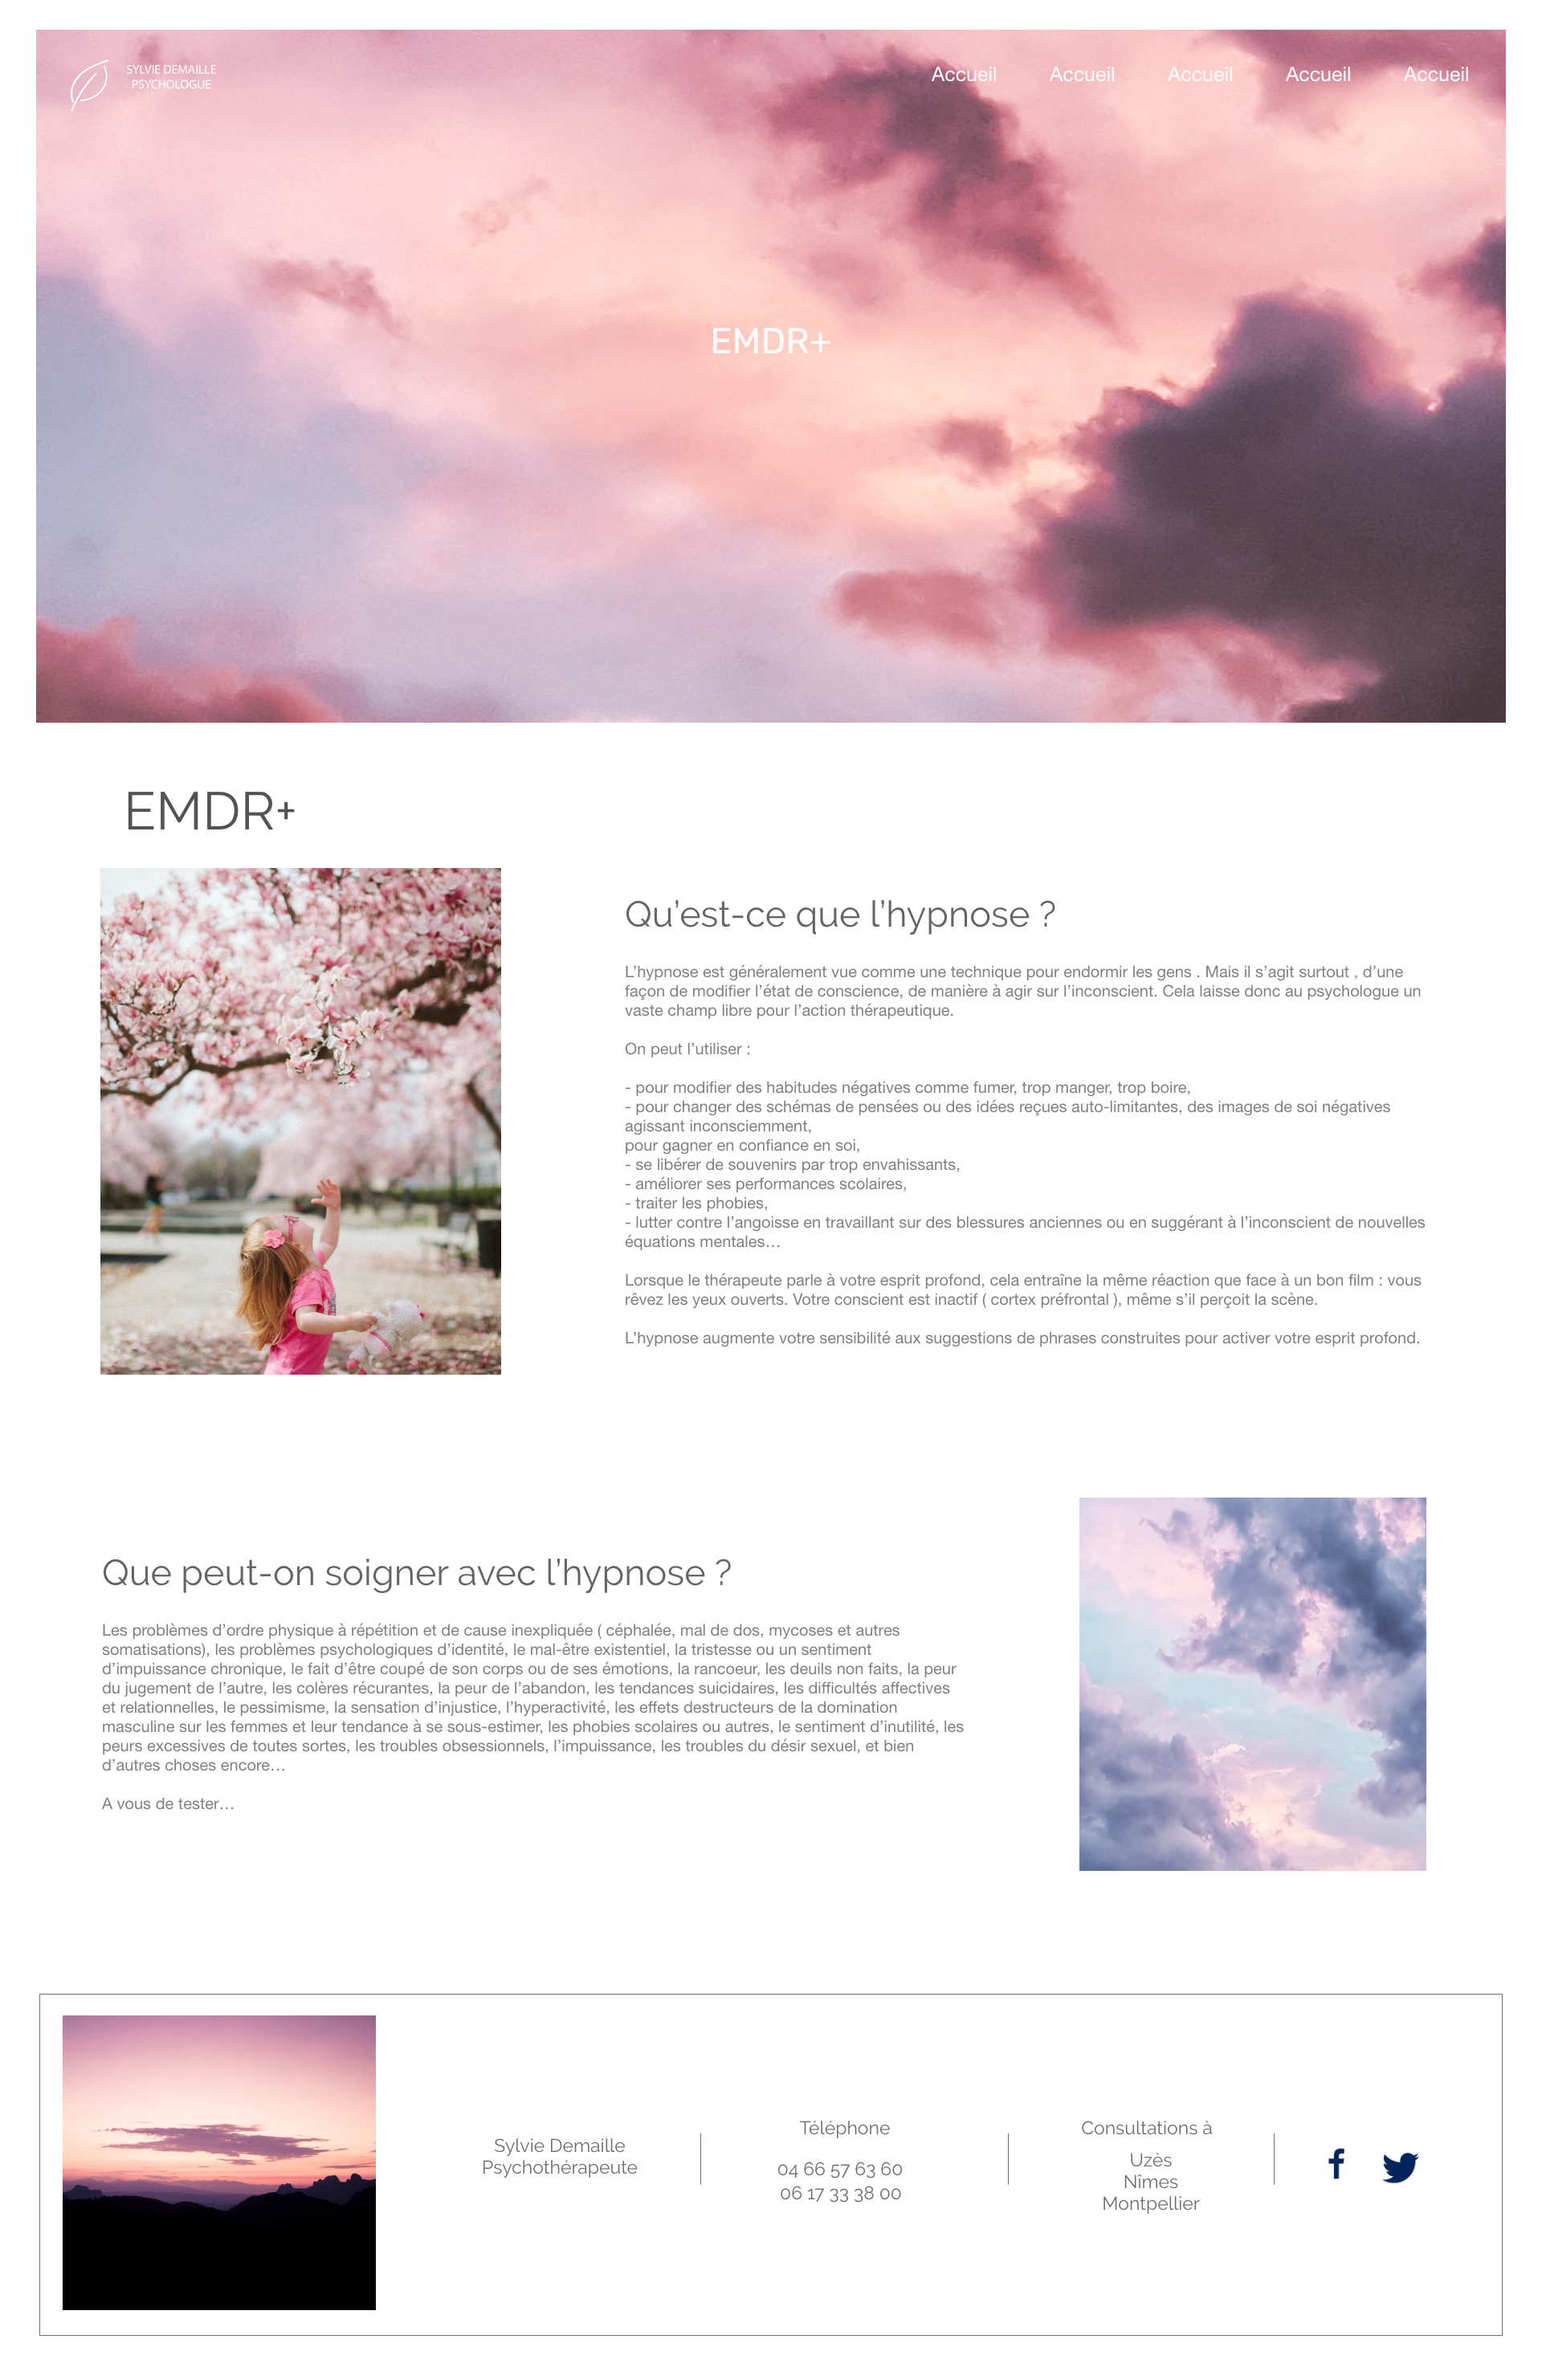 SYLVIE DEMAILLE
PSYCHOLOGUE
Accueil Accueil Accueil Accueil Accueil
EMDR+
EMDR+
Qu’est-ce que l’hypnose ?
L’hypnose est généralement vue comme une technique pour endormir les gens . Mais il s’agit surtout , d’une
façon de modifier l’état de conscience, de manière à agir sur l’inconscient. Cela laisse donc au psychologue un
vaste champ libre pour l’action thérapeutique.
On peut l’utiliser :
- pour modifier des habitudes négatives comme fumer, trop manger, trop boire,
- pour changer des schémas de pensées ou des idées reçues auto-limitantes, des images de soi négatives
agissant inconsciemment,
pour gagner en confiance en soi,
- se libérer de souvenirs par trop envahissants,
- améliorer ses performances scolaires,
- traiter les phobies,
- lutter contre l’angoisse en travaillant sur des blessures anciennes ou en suggérant à l’inconscient de nouvelles
équations mentales…
Lorsque le thérapeute parle à votre esprit profond, cela entraîne la même réaction que face à un bon film : vous
rêvez les yeux ouverts. Votre conscient est inactif ( cortex préfrontal ), même s’il perçoit la scène.
L’hypnose augmente votre sensibilité aux suggestions de phrases construites pour activer votre esprit profond.
Que peut-on soigner avec l’hypnose ?
Les problèmes d’ordre physique à répétition et de cause inexpliquée ( céphalée, mal de dos, mycoses et autres
somatisations), les problèmes psychologiques d’identité, le mal-être existentiel, la tristesse ou un sentiment
d’impuissance chronique, le fait d’être coupé de son corps ou de ses émotions, la rancoeur, les deuils non faits, la peur
du jugement de l’autre, les colères récurantes, la peur de l’abandon, les tendances suicidaires, les difficultés affectives
et relationnelles, le pessimisme, la sensation d’injustice, l’hyperactivité, les effets destructeurs de la domination
masculine sur les femmes et leur tendance à se sous-estimer, les phobies scolaires ou autres, le sentiment d’inutilité, les
peurs excessives de toutes sortes, les troubles obsessionnels, l’impuissance, les troubles du désir sexuel, et bien
d’autres choses encore…
A vous de tester…
Sylvie Demaille
Psychothérapeute
Téléphone
04 66 57 63 60
06 17 33 38 00
Consultations à
Uzès
Nîmes
Montpellier